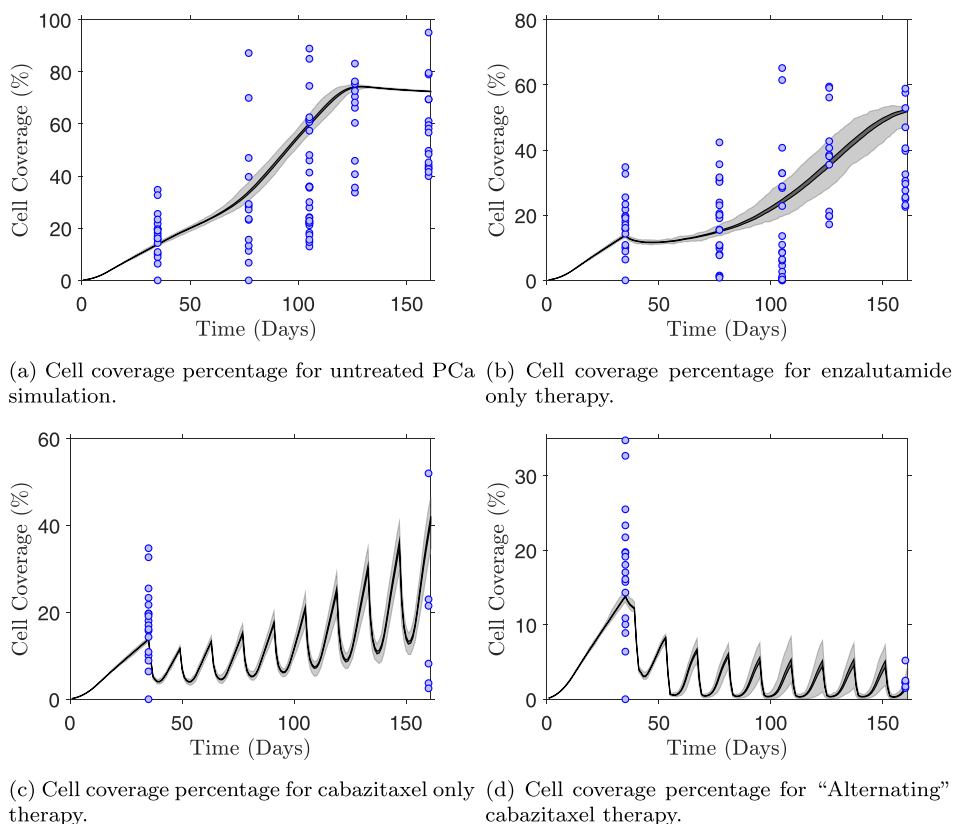 100
80
60
40
20
0
Cell Coverage (%)
0 50 100 150
Time (Days)
80
60
40
20
0
Cell Coverage (%)
0 50 100 150
Time (Days)
(a) Cell coverage percentage for untreated PCa
simulation.
(b) Cell coverage percentage for enzalutamide
only therapy.
60
40
20
0
Cell Coverage (%)
0 50 100 150
Time (Days)
30
20
10
0
Cell Coverage (%)
0 50 100 150
Time (Days)
(c) Cell coverage percentage for cabazitaxel only
therapy.
(d) Cell coverage percentage for “Alternating”
cabazitaxel therapy.